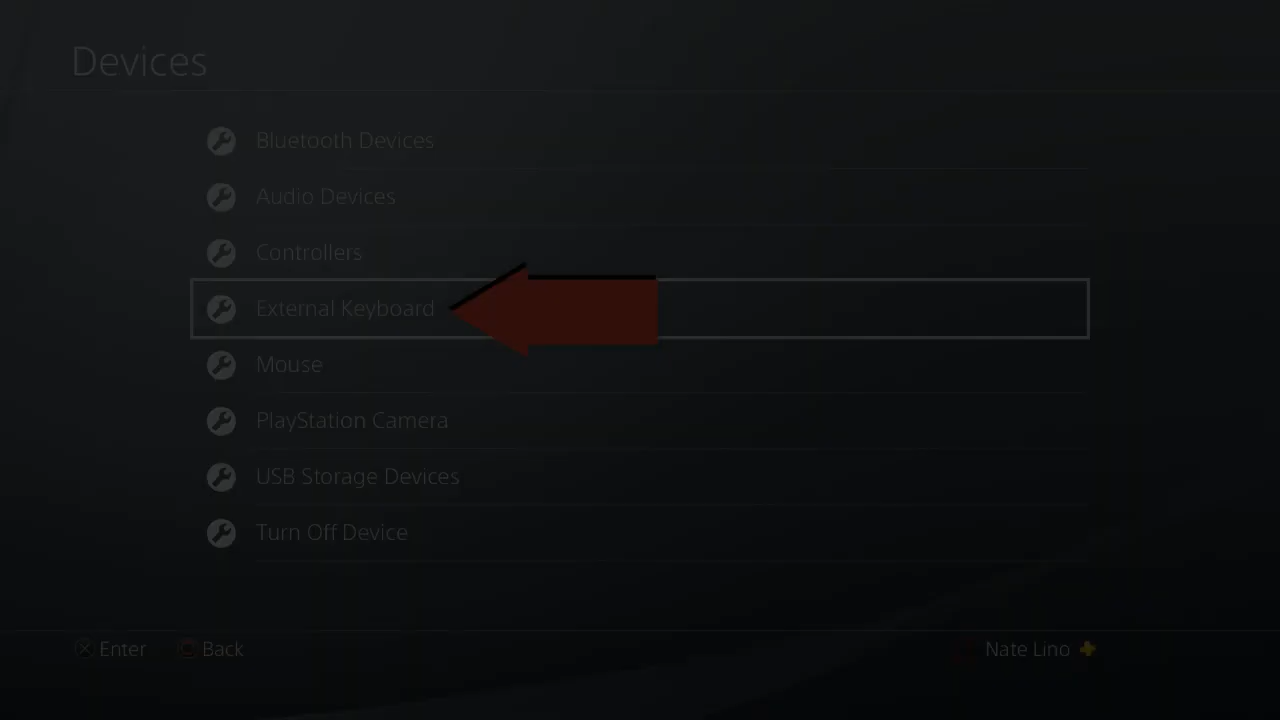 Devices
Bluetooth Devices
Audio Devices
Controllers
External Keyboard
Mouse
PlayStation Camera
USB Storage Devices
Turn Off Device
Enter Back Nate Lino